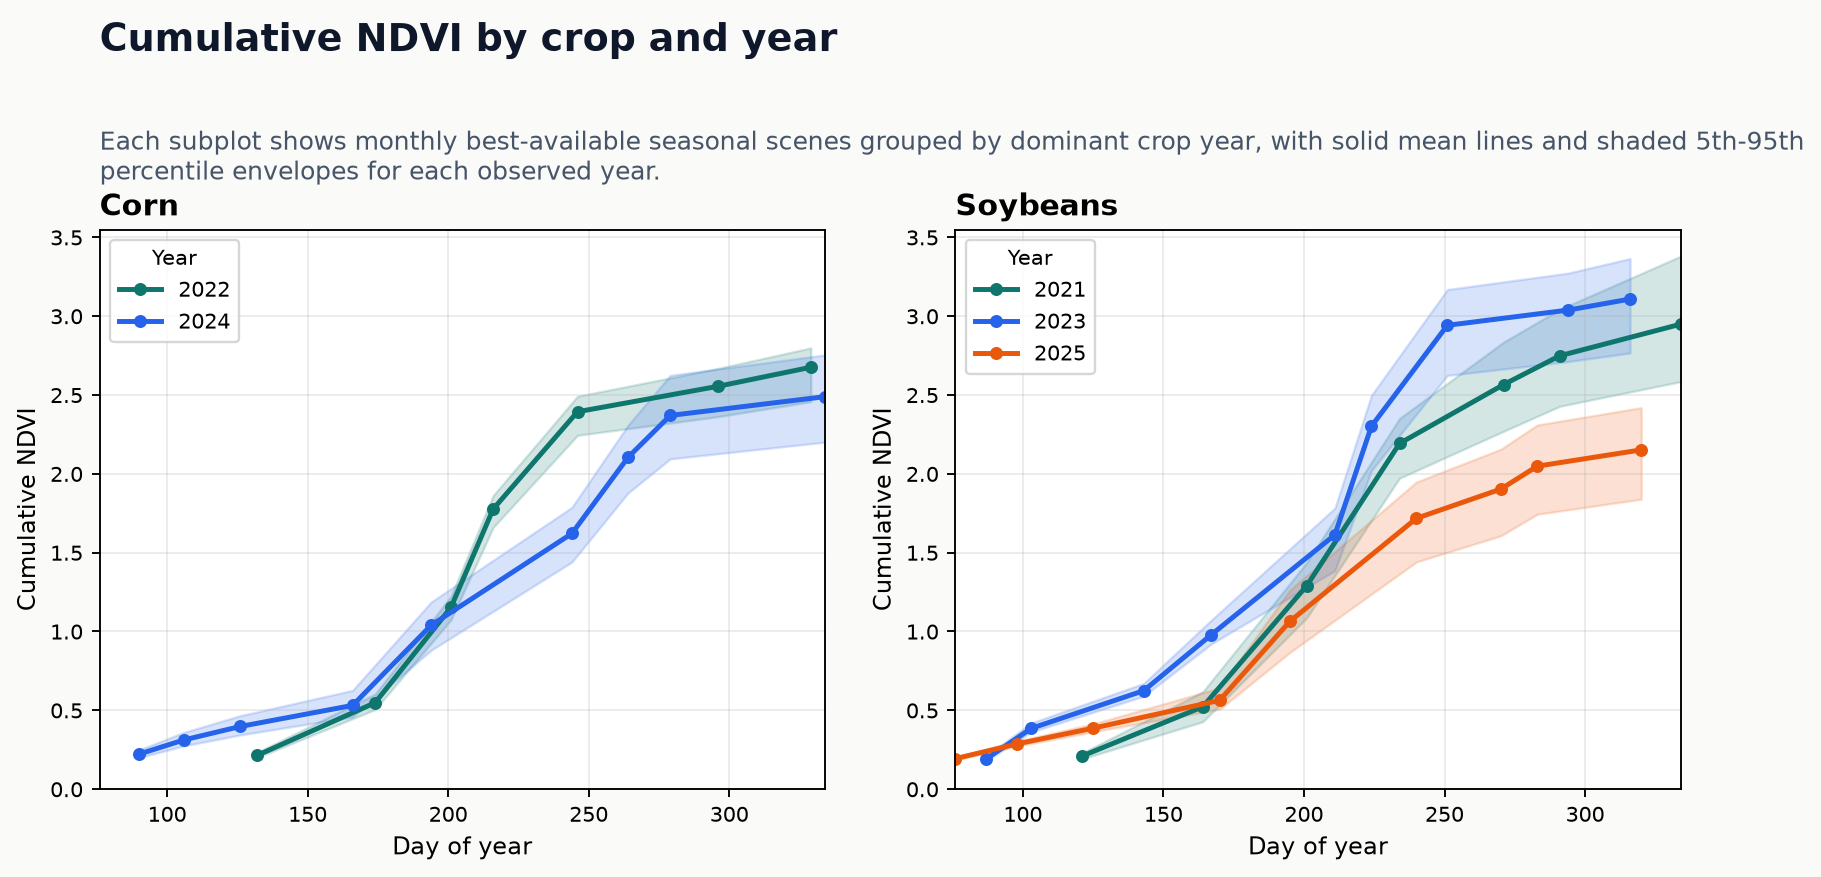 Cumulative NDVI by crop and year
Each subplot shows monthly best-available seasonal scenes grouped by dominant crop year, with solid mean lines and shaded 5th-95th
percentile envelopes for each observed year.
Corn
3.5
3.0
2.5
2.0
1.5
1.0
0.5
0.0
Cumulative NDVI
Year
2022
2024
100 150 200 250 300
Day of year
Soybeans
3.5
3.0
2.5
2.0
1.5
1.0
0.5
0.0
Cumulative NDVI
Year
2021
2023
2025
100 150 200 250 300
Day of year